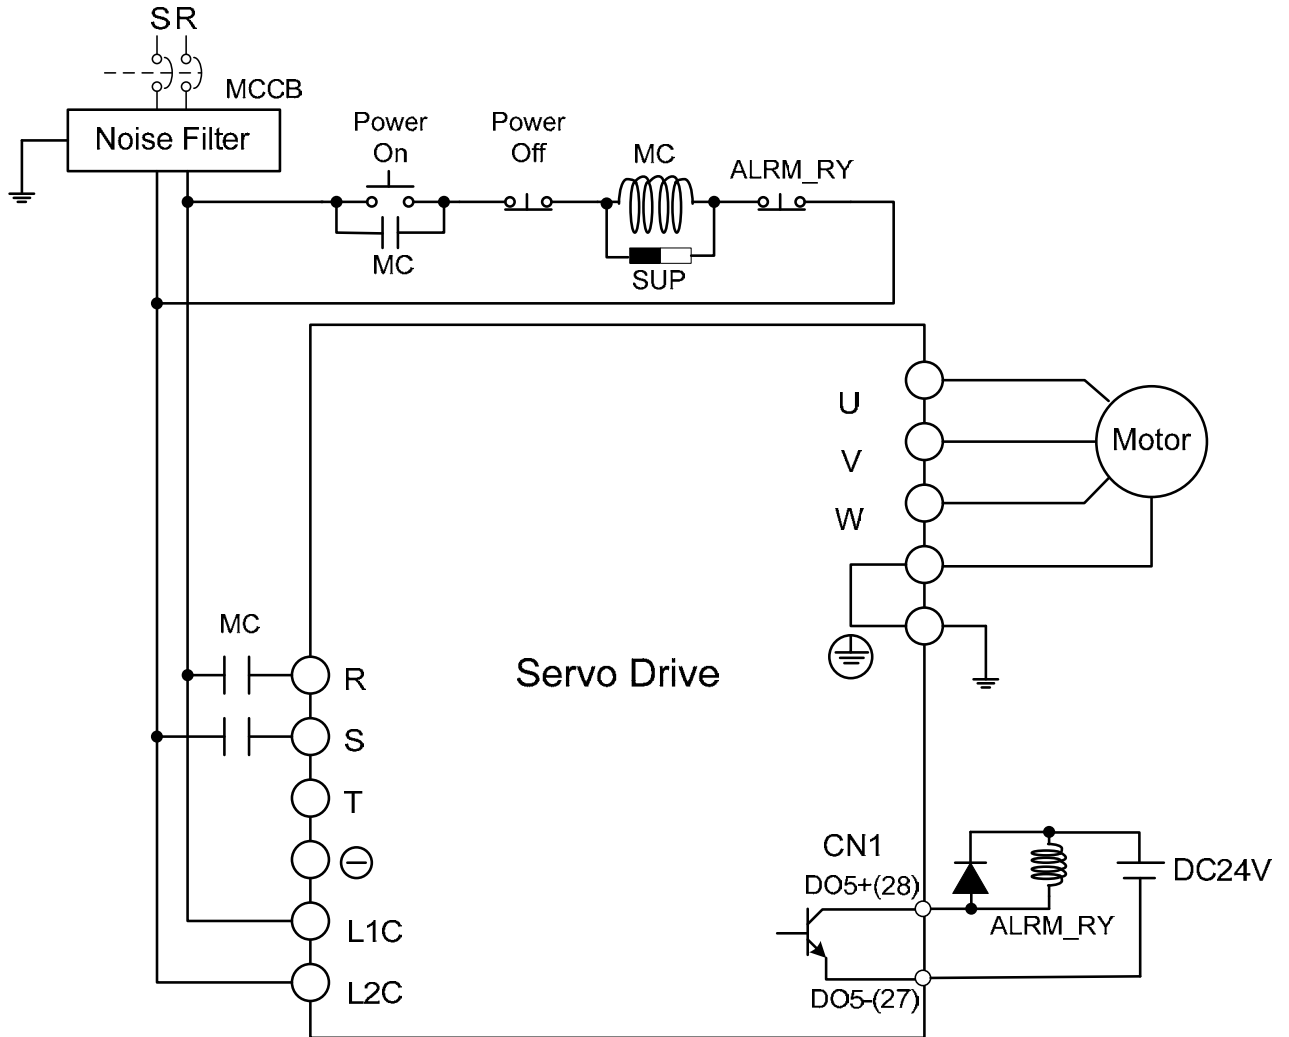 SR
MCCB
Noise Filter
Power
On
Power
Off
MC
ALRM_RY
MC
SUP
U
V
W
Motor
MC
R
S
T
Servo Drive
L1C
L2C
CN1
DO5+(28)
DC24V
ALRM_RY
DO5-(27)